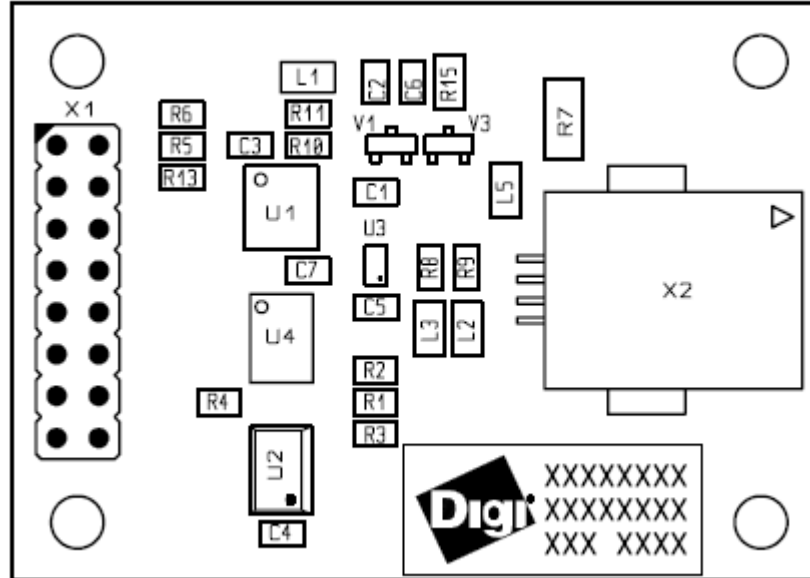 L1
C2
C6
R15
X1
R6
R11
V1
V3
R7
R5
C3
R10
R13
C1
L5
U1
U3
C7
R8
R9
X2
C5
L3
L2
U4
R2
R4
R1
R3
U2
C4
Digi
XXXXXXXX
XXXXXXXX
XXX XXXX